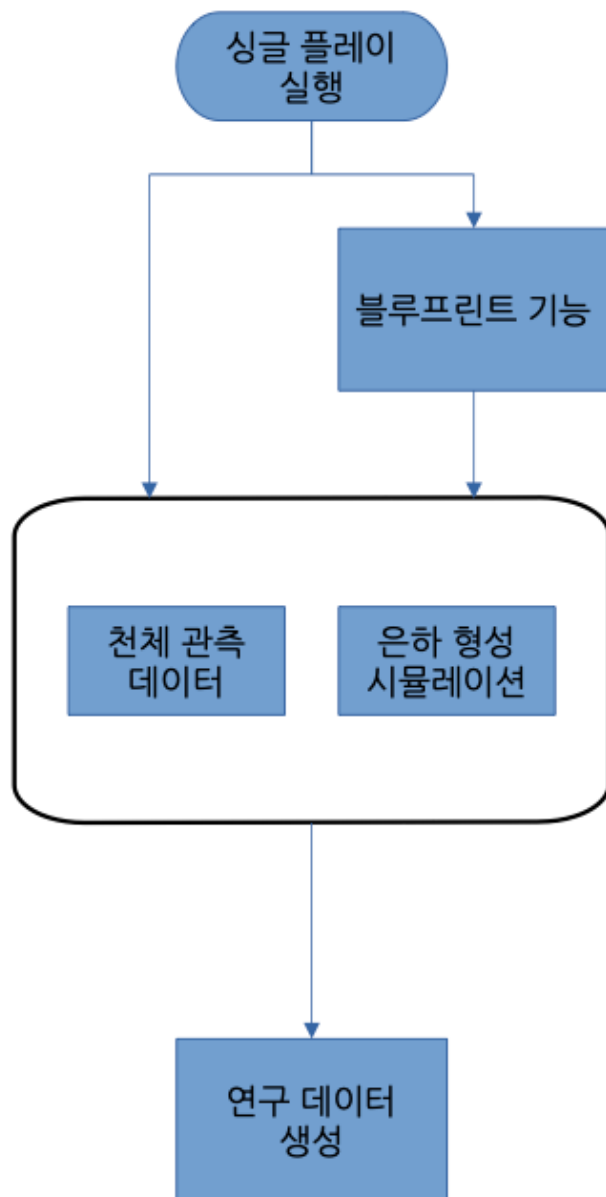 싱글 플레이
실행
블루프린트 기능
천체 관측
데이터
은하 형성
시뮬레이션
연구 데이터
생성